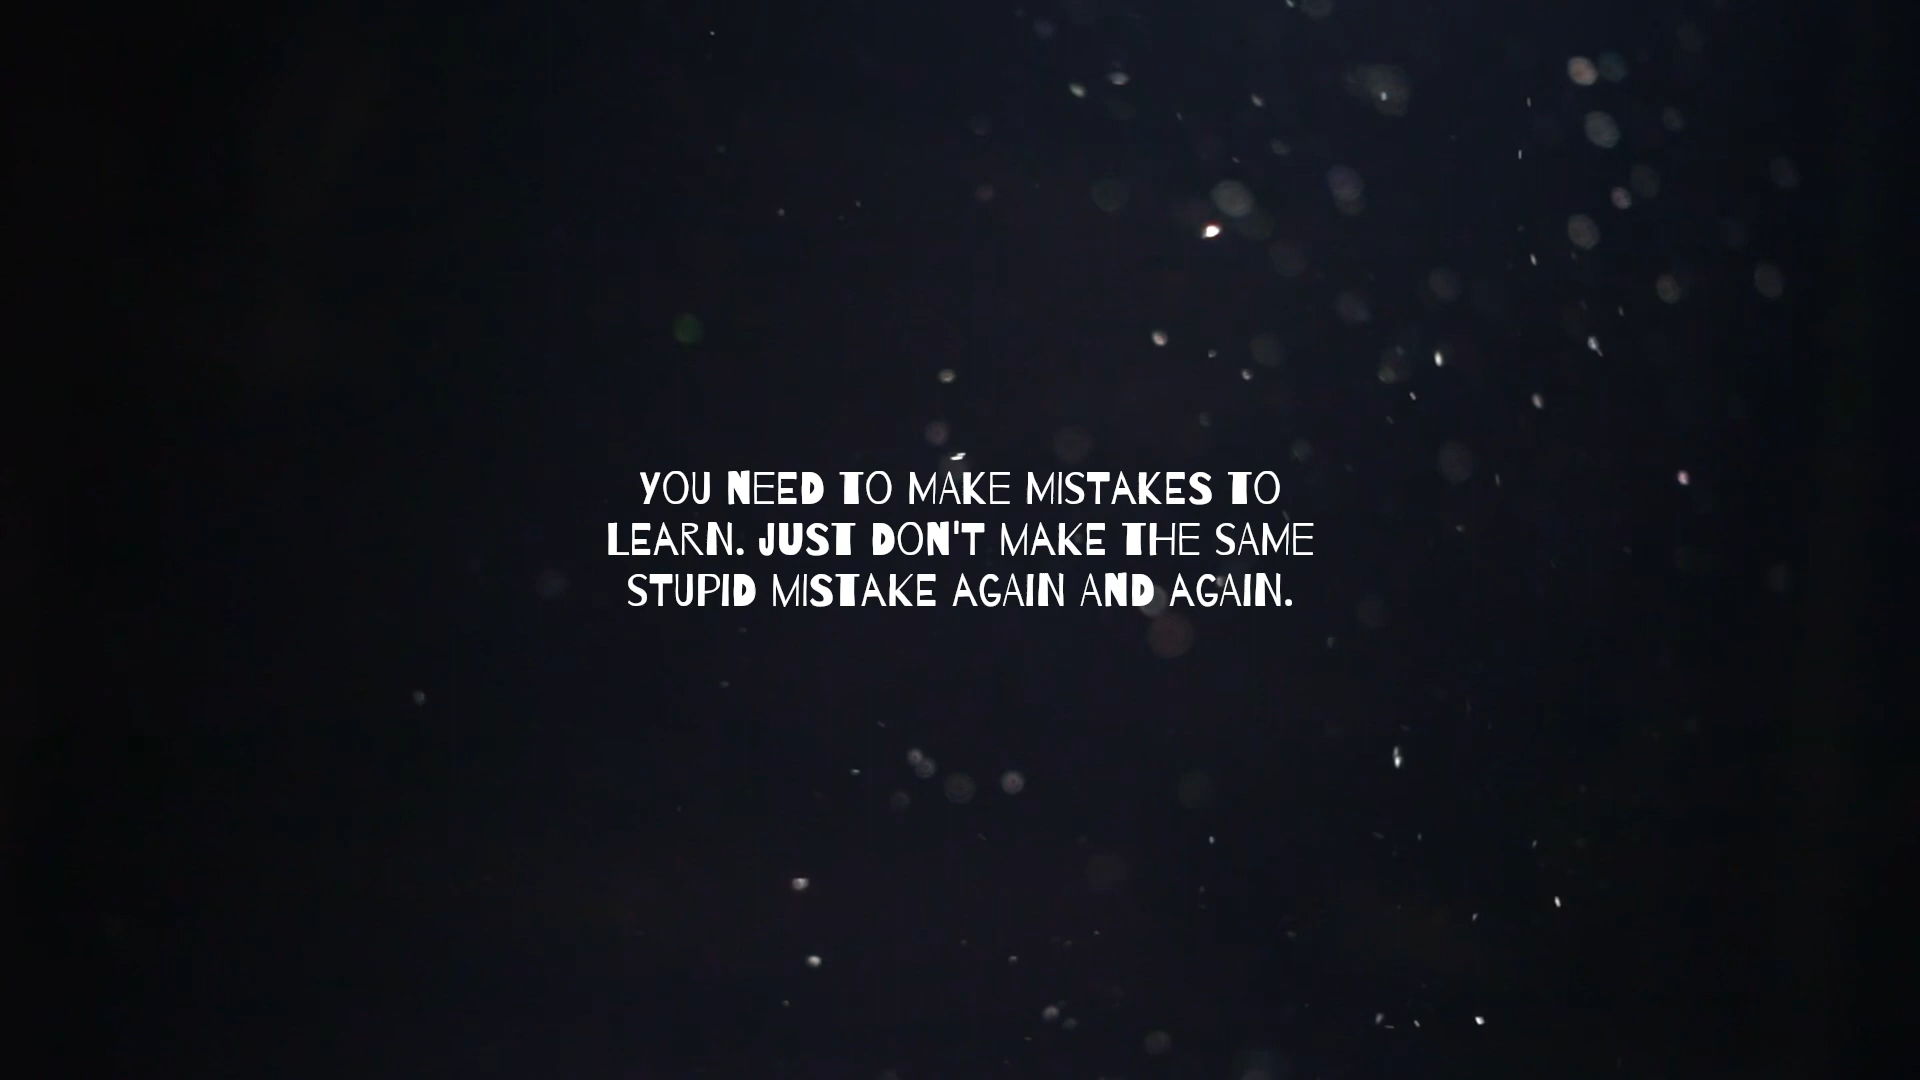 YOU NEED TO MAKE MISTAKES TO
LEARN. JUST DON'T MAKE THE SAME
STUPID MISTAKE AGAIN AND AGAIN.